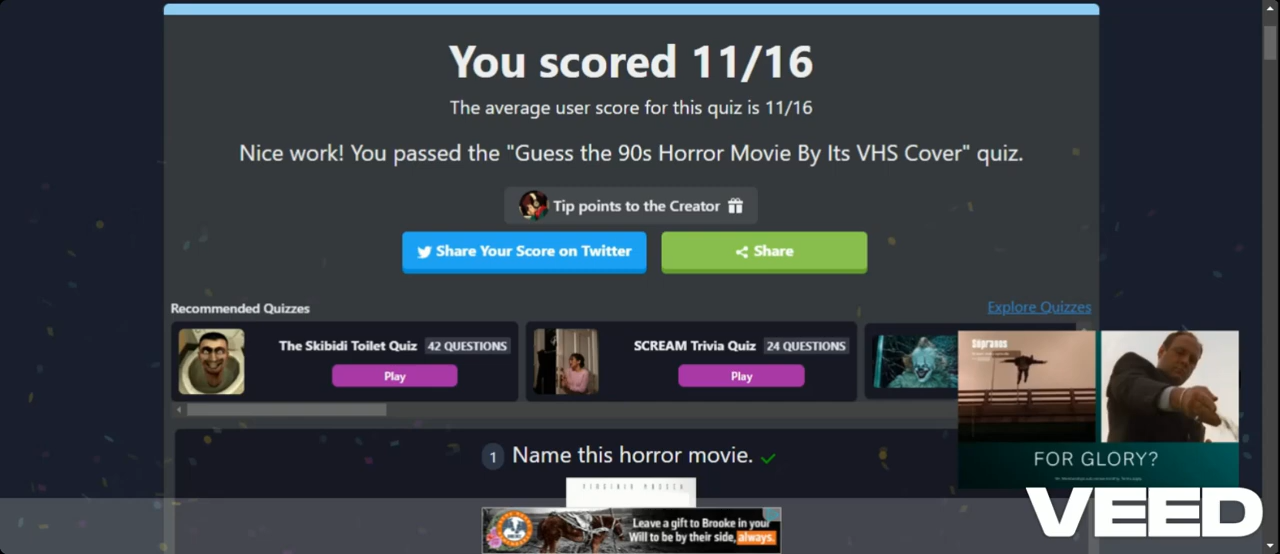 You scored 11/16
The average user score for this quiz is 11/16
Nice work! You passed the "Guess the 90s Horror Movie By Its VHS Cover" quiz.
Tip points to the Creator
Share Your Score on Twitter
Share
Recommended Quizzes
Explore Quizzes
The Skibidi Toilet Quiz 42 QUESTIONS
Play
SCREAM Trivia Quiz 24 QUESTIONS
Play
Sopranos
FOR GLORY?
1 Name this horror movie.
VIRGINIA MADSEN
Leave a gift to Brooke in your
Will to be by their side, always.
VEED